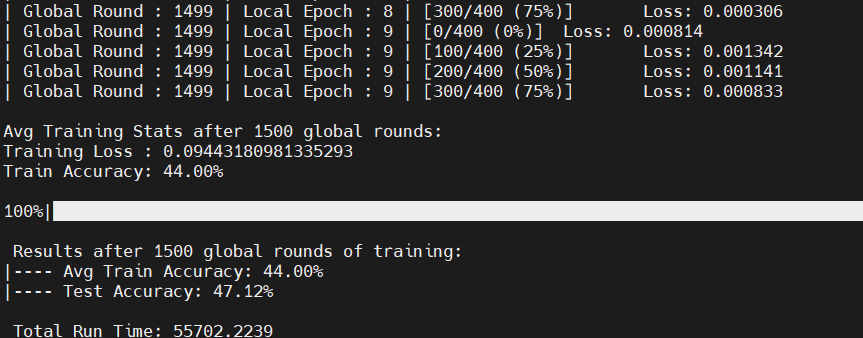 | Global Round : 1499 | Local Epoch : 8 | [300/400 (75%)] Loss: 0.000306
| Global Round : 1499 | Local Epoch : 9 | [0/400 (0%)] Loss: 0.000814
| Global Round : 1499 | Local Epoch : 9 | [100/400 (25%)] Loss: 0.001342
| Global Round : 1499 | Local Epoch : 9 | [200/400 (50%)] Loss: 0.001141
| Global Round : 1499 | Local Epoch : 9 | [300/400 (75%)] Loss: 0.000833
Avg Training Stats after 1500 global rounds:
Training Loss : 0.09443180981335293
Train Accuracy: 44.00%
100%|
Results after 1500 global rounds of training:
|---- Avg Train Accuracy: 44.00%
|---- Test Accuracy: 47.12%
Total Run Time: 55702.2239